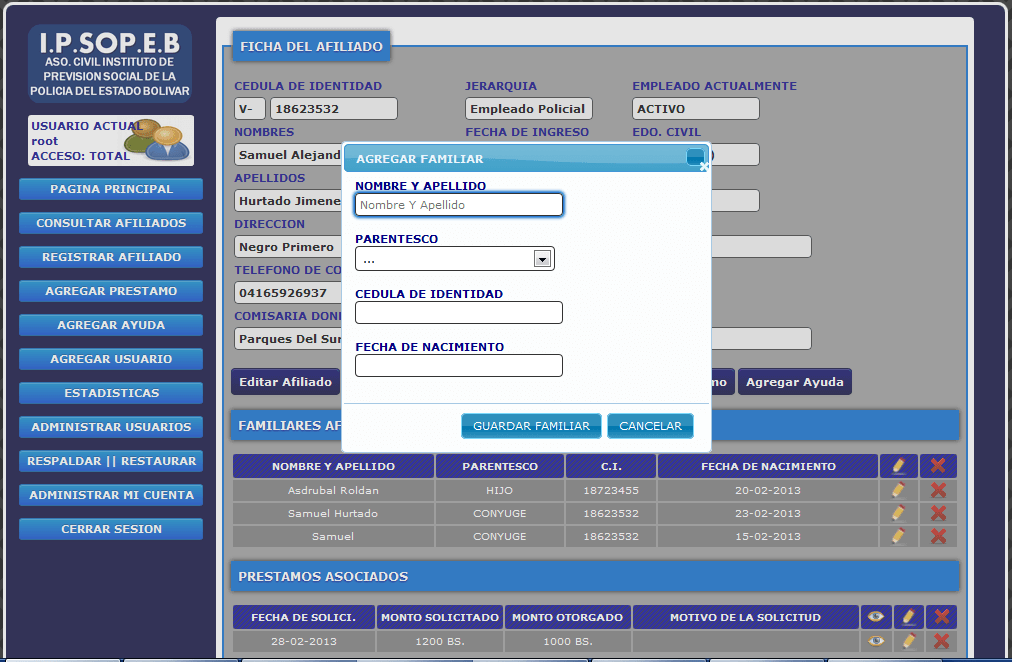 I.P.SOP.E.B
ASO. CIVIL INSTITUTO DE
PREVISION SOCIAL DE LA
POLICIA DEL ESTADO BOLIVAR
USUARIO ACTUAL
root
ACCESO: TOTAL
PAGINA PRINCIPAL
CONSULTAR AFILIADOS
REGISTRAR AFILIADO
AGREGAR PRESTAMO
AGREGAR AYUDA
AGREGAR USUARIO
ESTADISTICAS
ADMINISTRAR USUARIOS
RESPALDAR || RESTAURAR
ADMINISTRAR MI CUENTA
CERRAR SESION
FICHA DEL AFILIADO
CEDULA DE IDENTIDAD JERARQUIA EMPLEADO ACTUALMENTE
V- 18623532 Empleado Policial ACTIVO
NOMBRES FECHA DE INGRESO EDO. CIVIL
Samuel Alejand )
APELLIDOS
Hurtado Jimene
DIRECCION
Negro Primero
TELEFONO DE CO
04165926937
COMISARIA DON
Parques Del Sur
Editar Afiliado mo Agregar Ayuda
AGREGAR FAMILIAR
NOMBRE Y APELLIDO
Nombre Y Apellido
PARENTESCO
...
CEDULA DE IDENTIDAD
FECHA DE NACIMIENTO
GUARDAR FAMILIAR CANCELAR
FAMILIARES AF
NOMBRE Y APELLIDO PARENTESCO C.I. FECHA DE NACIMIENTO
Asdrubal Roldan HIJO 18723455 20-02-2013
Samuel Hurtado CONYUGE 18623532 23-02-2013
Samuel CONYUGE 18623532 15-02-2013
PRESTAMOS ASOCIADOS
FECHA DE SOLICI. MONTO SOLICITADO MONTO OTORGADO MOTIVO DE LA SOLICITUD
28-02-2013 1200 BS. 1000 BS.